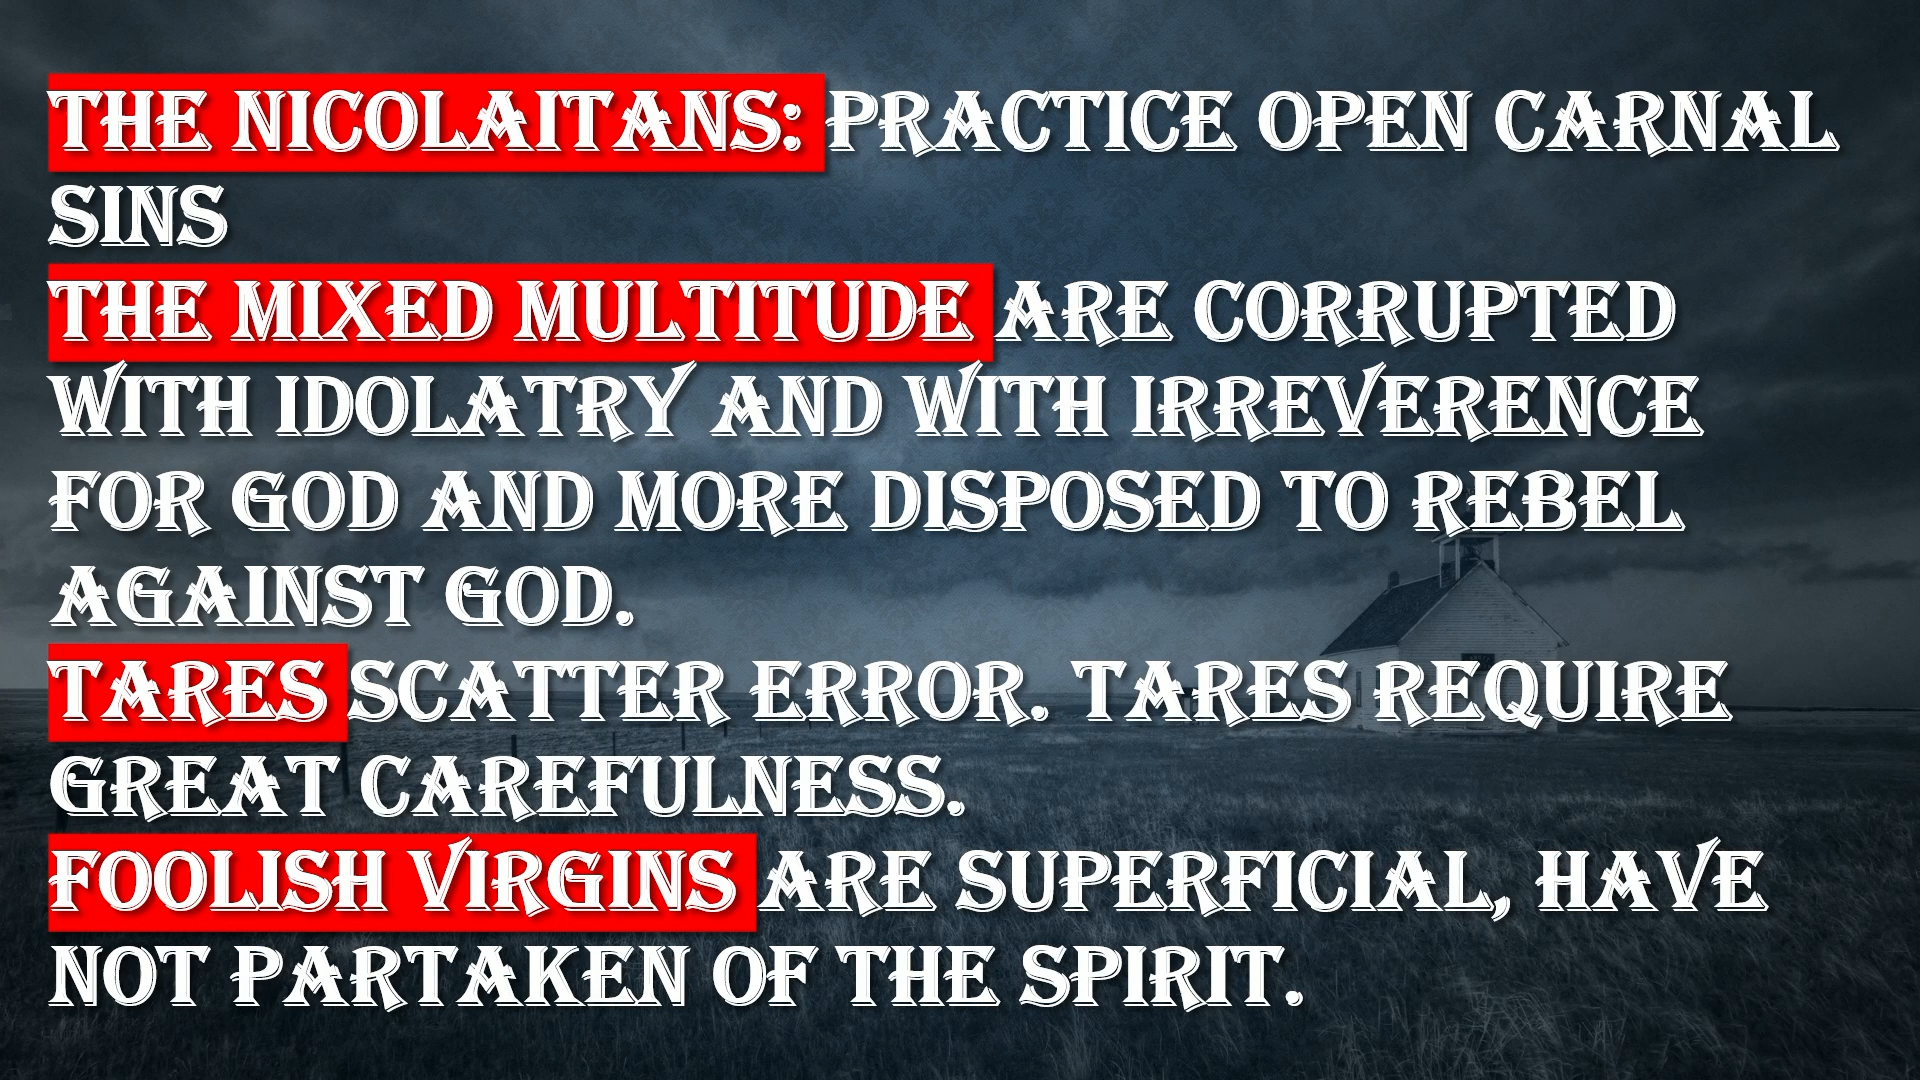 THE NICOLAITANS: PRACTICE OPEN CARNAL
SINS
THE MIXED MULTITUDE ARE CORRUPTED
WITH IDOLATRY AND WITH IRREVERENCE
FOR GOD AND MORE DISPOSED TO REBEL
AGAINST GOD.
TARES SCATTER ERROR. TARES REQUIRE
GREAT CAREFULNESS.
FOOLISH VIRGINS ARE SUPERFICIAL, HAVE
NOT PARTAKEN OF THE SPIRIT.